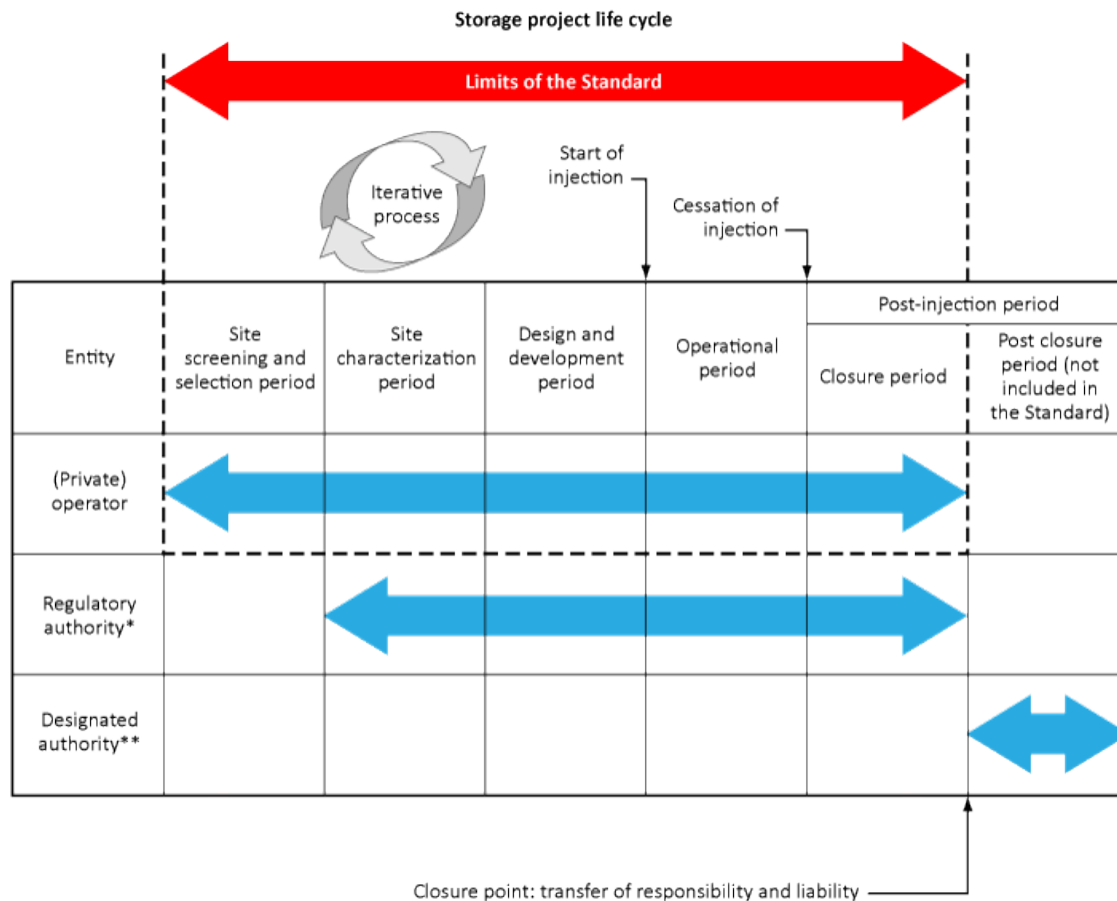 Storage project life cycle
Limits of the Standard
Iterative
process
Start of
injection
Cessation of
injection
Entity
Site
screening and
selection period
Site
characterization
period
Design and
development
period
Operational
period
Post-injection period
Closure period
Post closure
period (not
included in
the Standard)
(Private)
operator
Regulatory
authority*
Designated
authority**
Closure point: transfer of responsibility and liability